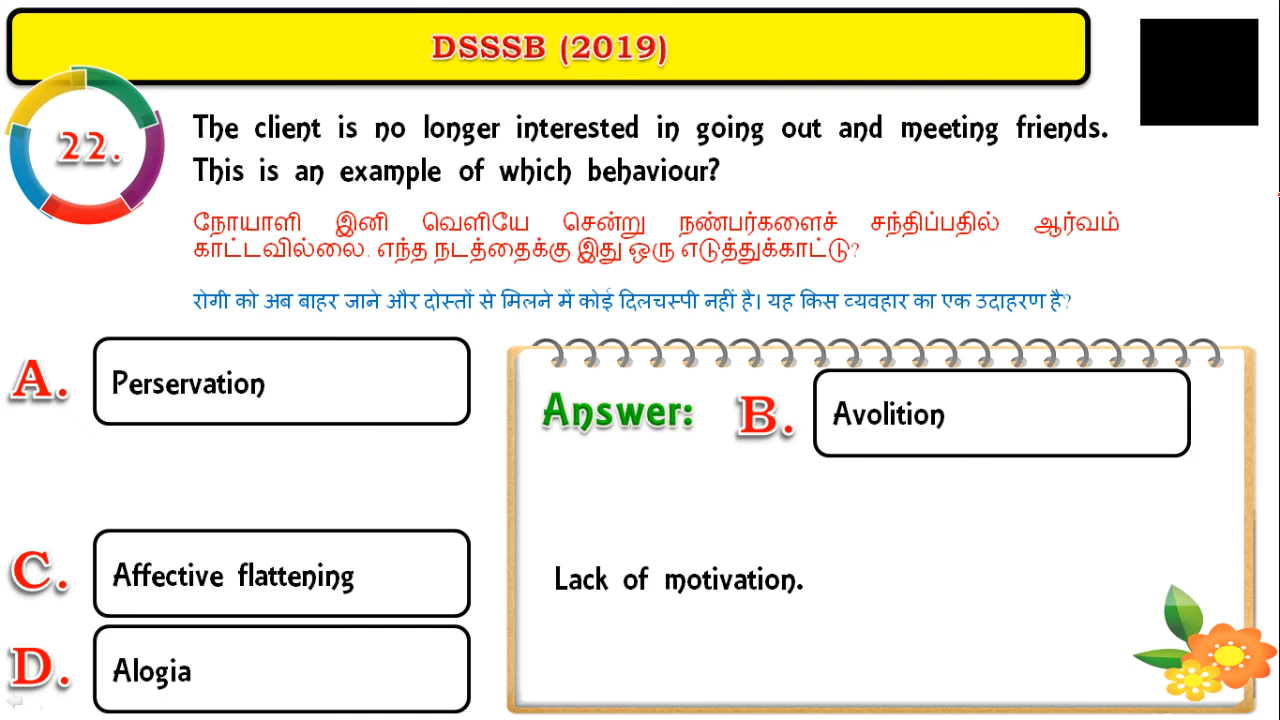 DSSSB (2019)
22.
The client is no longer interested in going out and meeting friends.
This is an example of which behaviour?
நோயாளி இனி வெளியே சென்று நண்பர்களைச் சந்திப்பதில் ஆர்வம்
காட்டவில்லை. எந்த நடத்தைக்கு இது ஒரு எடுத்துக்காட்டு?
रोगी को अब बाहर जाने और दोस्तों से मिलने में कोई दिलचस्पी नहीं है। यह किस व्यवहार का एक उदाहरण है?
A. Perservation
Answer: B. Avolition
C. Affective flattening
Lack of motivation.
D. Alogia